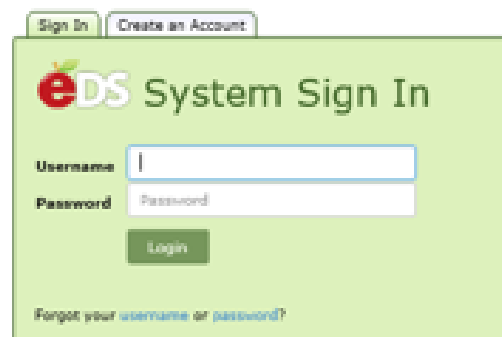 Sign In Create an Account
eDS System Sign In
Username
Password Password
Login
Forgot your username or password?